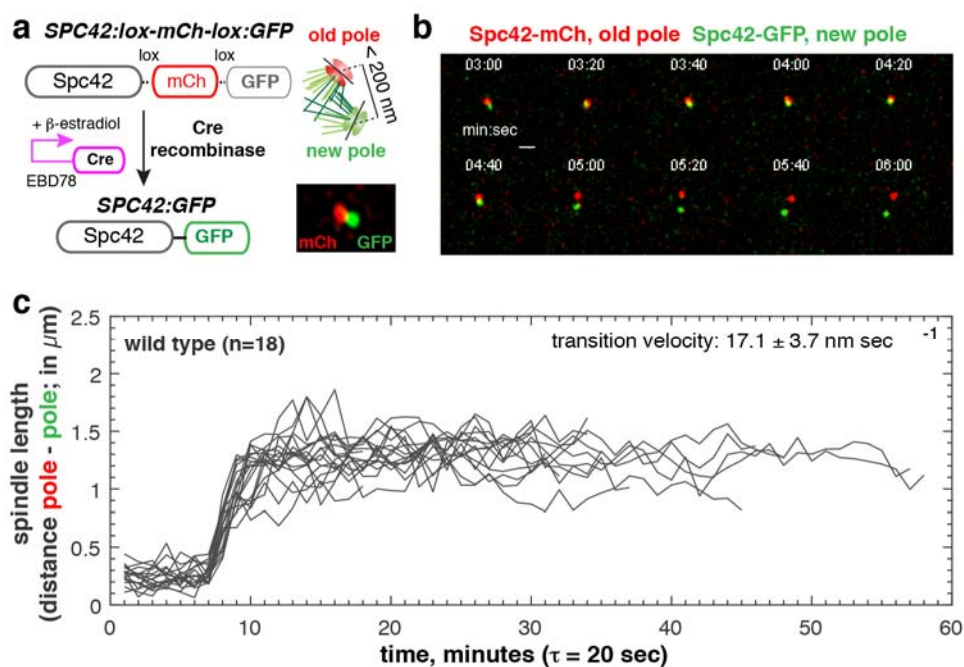 a SPC42:lox-mCh-lox:GFP
lox lox
Spc42 mCh GFP
+ β-estradiol
Cre
EBD78
Cre
recombinase
SPC42:GFP
Spc42 GFP
old pole
< 200 nm
new pole
mCh GFP
b Spc42-mCh, old pole Spc42-GFP, new pole
03:00 03:20 03:40 04:00 04:20
min:sec
04:40 05:00 05:20 05:40 06:00
c
wild type (n=18) transition velocity: 17.1 ± 3.7 nm sec -1
spindle length
(distance pole - pole; in μm)
2.5
2
1.5
1
0.5
0
0 10 20 30 40 50 60
time, minutes (τ = 20 sec)